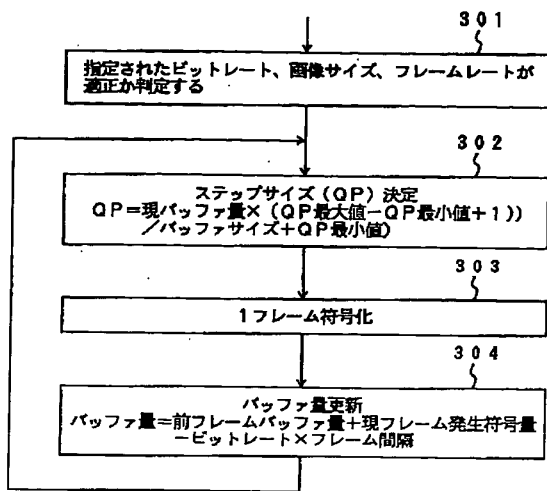 301
指定されたビットレート、画像サイズ、フレームレートが
適正か判定する
302
ステップサイズ（QP）決定
QP＝現バッファ量×（QP最大値－QP最小値＋1））
／バッファサイズ＋QP最小値）
303
1フレーム符号化
304
バッファ量更新
バッファ量＝前フレームバッファ量＋現フレーム発生符号量
－ビットレート×フレーム間隔